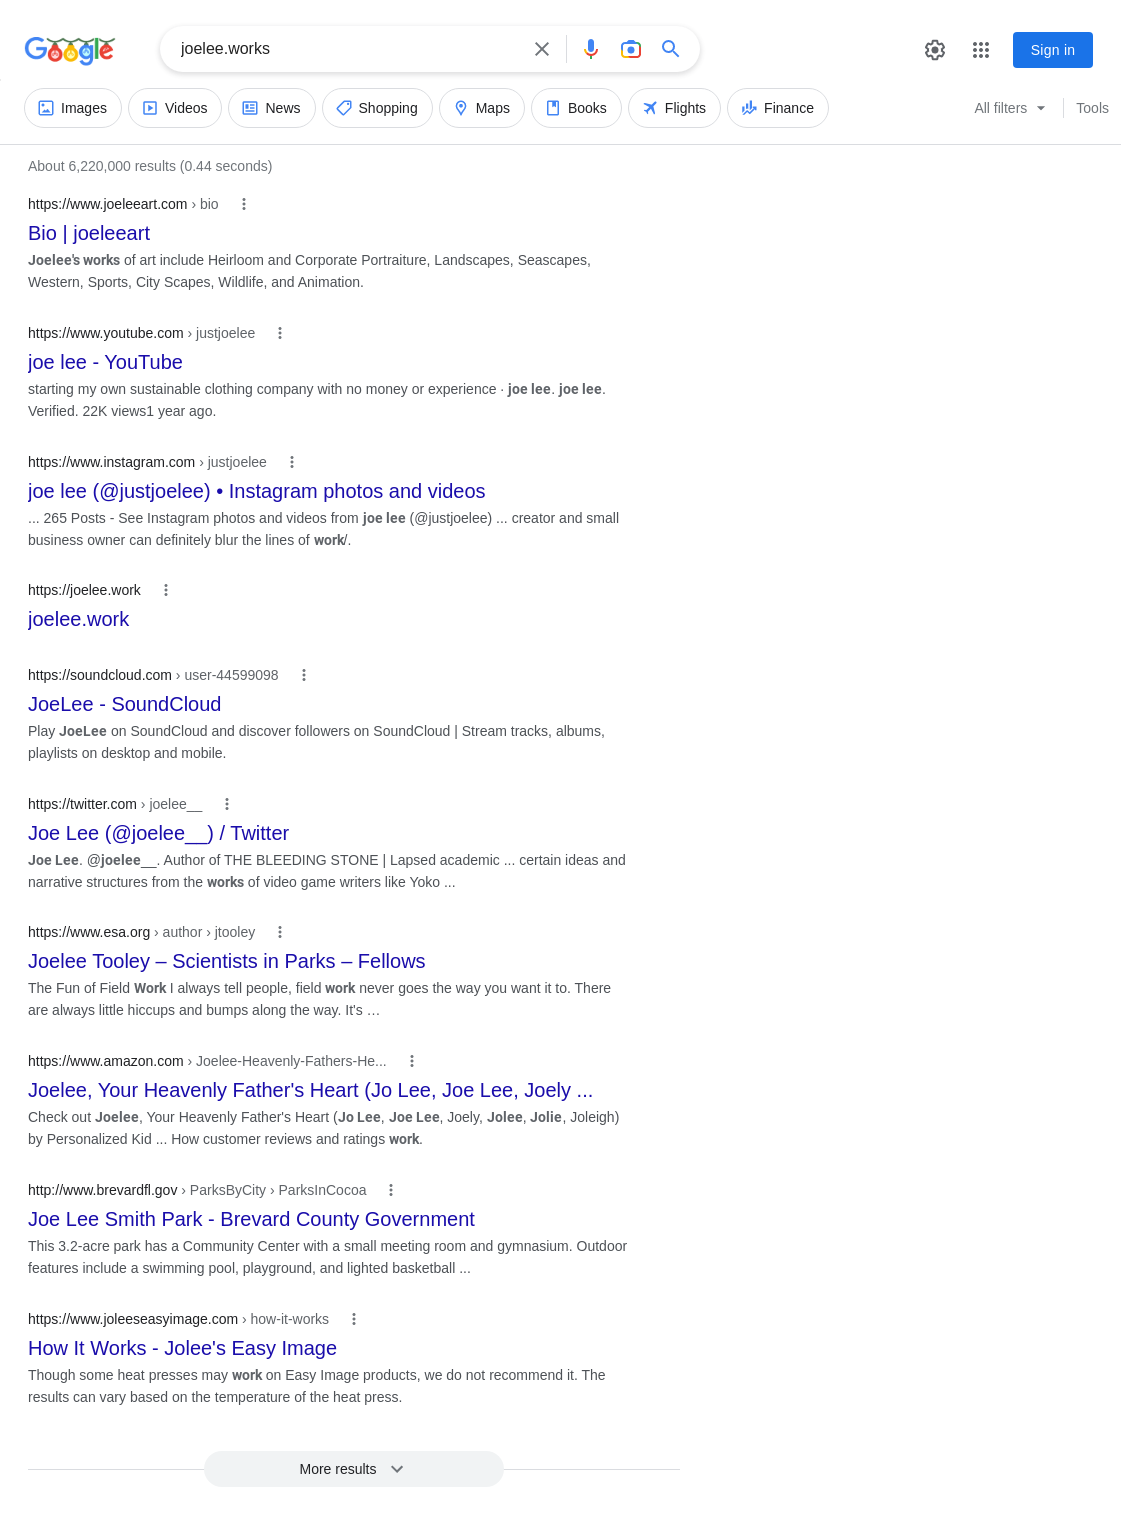 Google
joelee.works
Sign in
Images Videos News Shopping Maps Books Flights Finance All filters Tools
About 6,220,000 results (0.44 seconds)
https://www.joeleeart.com › bio
Bio | joeleeart
Joelee's works of art include Heirloom and Corporate Portraiture, Landscapes, Seascapes,
Western, Sports, City Scapes, Wildlife, and Animation.
https://www.youtube.com › justjoelee
joe lee - YouTube
starting my own sustainable clothing company with no money or experience · joe lee. joe lee.
Verified. 22K views1 year ago.
https://www.instagram.com › justjoelee
joe lee (@justjoelee) • Instagram photos and videos
... 265 Posts - See Instagram photos and videos from joe lee (@justjoelee) ... creator and small
business owner can definitely blur the lines of work/.
https://joelee.work
joelee.work
https://soundcloud.com › user-44599098
JoeLee - SoundCloud
Play JoeLee on SoundCloud and discover followers on SoundCloud | Stream tracks, albums,
playlists on desktop and mobile.
https://twitter.com › joelee__
Joe Lee (@joelee__) / Twitter
Joe Lee. @joelee__. Author of THE BLEEDING STONE | Lapsed academic ... certain ideas and
narrative structures from the works of video game writers like Yoko ...
https://www.esa.org › author › jtooley
Joelee Tooley – Scientists in Parks – Fellows
The Fun of Field Work I always tell people, field work never goes the way you want it to. There
are always little hiccups and bumps along the way. It's …
https://www.amazon.com › Joelee-Heavenly-Fathers-He...
Joelee, Your Heavenly Father's Heart (Jo Lee, Joe Lee, Joely ...
Check out Joelee, Your Heavenly Father's Heart (Jo Lee, Joe Lee, Joely, Jolee, Jolie, Joleigh)
by Personalized Kid ... How customer reviews and ratings work.
http://www.brevardfl.gov › ParksByCity › ParksInCocoa
Joe Lee Smith Park - Brevard County Government
This 3.2-acre park has a Community Center with a small meeting room and gymnasium. Outdoor
features include a swimming pool, playground, and lighted basketball ...
https://www.joleeseasyimage.com › how-it-works
How It Works - Jolee's Easy Image
Though some heat presses may work on Easy Image products, we do not recommend it. The
results can vary based on the temperature of the heat press.
More results